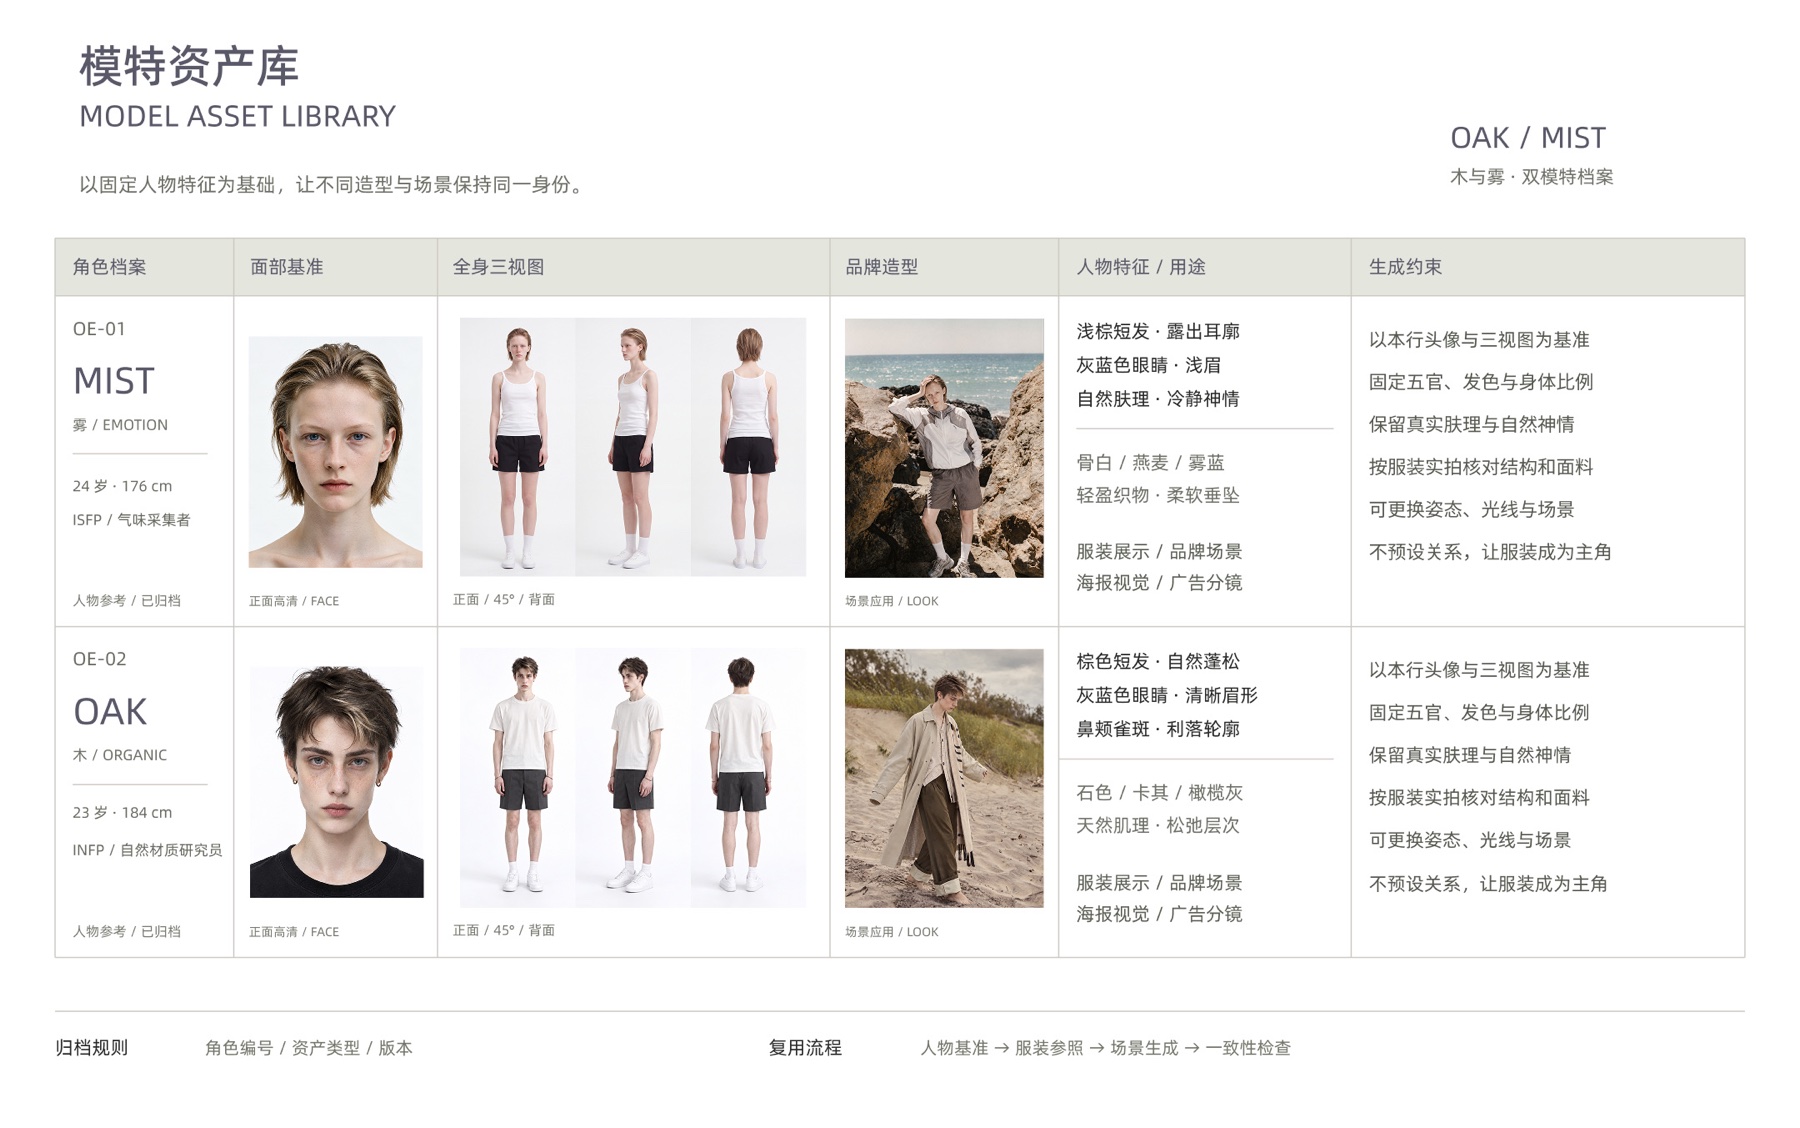 模特资产库
MODEL ASSET LIBRARY
以固定人物特征为基础，让不同造型与场景保持同一身份。
OAK / MIST
木与雾 · 双模特档案
角色档案
面部基准
全身三视图
品牌造型
人物特征 / 用途
生成约束
OE-01
MIST
雾 / EMOTION
24 岁 · 176 cm
ISFP / 气味采集者
人物参考 / 已归档
正面高清 / FACE
正面 / 45° / 背面
场景应用 / LOOK
浅棕短发 · 露出耳廓
灰蓝色眼睛 · 浅眉
自然肤理 · 冷静神情
骨白 / 燕麦 / 雾蓝
轻盈织物 · 柔软垂坠
服装展示 / 品牌场景
海报视觉 / 广告分镜
以本行头像与三视图为基准
固定五官、发色与身体比例
保留真实肤理与自然神情
按服装实拍核对结构和面料
可更换姿态、光线与场景
不预设关系，让服装成为主角
OE-02
OAK
木 / ORGANIC
23 岁 · 184 cm
INFP / 自然材质研究员
人物参考 / 已归档
正面高清 / FACE
正面 / 45° / 背面
场景应用 / LOOK
棕色短发 · 自然蓬松
灰蓝色眼睛 · 清晰眉形
鼻颊雀斑 · 利落轮廓
石色 / 卡其 / 橄榄灰
天然肌理 · 松弛层次
服装展示 / 品牌场景
海报视觉 / 广告分镜
以本行头像与三视图为基准
固定五官、发色与身体比例
保留真实肤理与自然神情
按服装实拍核对结构和面料
可更换姿态、光线与场景
不预设关系，让服装成为主角
归档规则
角色编号 / 资产类型 / 版本
复用流程
人物基准 → 服装参照 → 场景生成 → 一致性检查